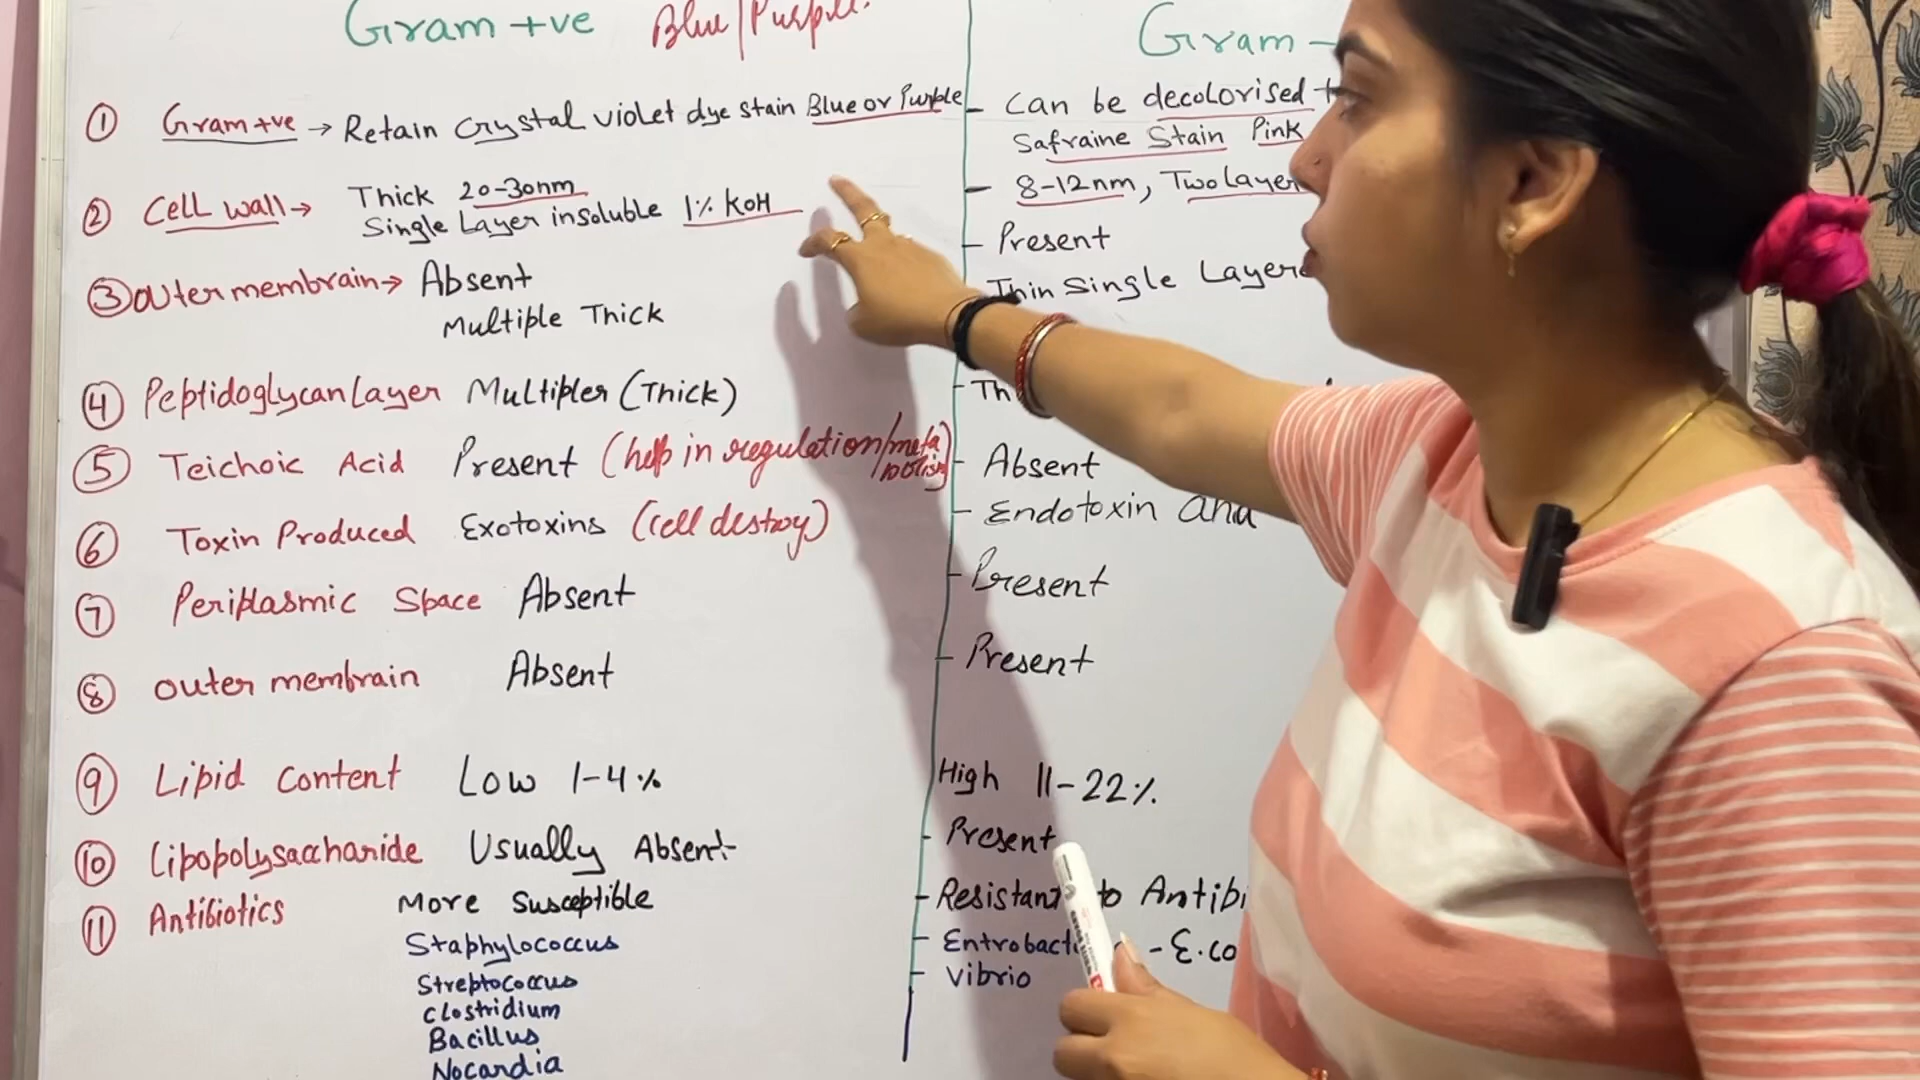 Gram +ve Blue/Purple.
① Gram +ve → Retain Crystal violet dye stain Blue or Purple
② Cell wall → Thick 20-30nm
Single Layer insoluble 1% KOH
③ Outer membrain → Absent
Multiple Thick
④ Peptidoglycan Layer Multipler (Thick)
⑤ Teichoic Acid Present (help in regulation/metabolism)
⑥ Toxin Produced Exotoxins (cell destroy)
⑦ Periplasmic Space Absent
⑧ outer membrain Absent
⑨ Lipid Content Low 1-4%
⑩ Lipopolysaccharide Usually Absent
⑪ Antibiotics More Susceptible
Staphylococcus
Streptococcus
Clostridium
Bacillus
Nocardia
Gram -
- Can be decolorised
Safraine Stain Pink
- 8-12nm, Two Layer
- Present
Thin Single Layer
- Absent
- Endotoxin and
- Present
- Present
High 11-22%
- Present
- Resistant to
- - E.co
- Vibrio